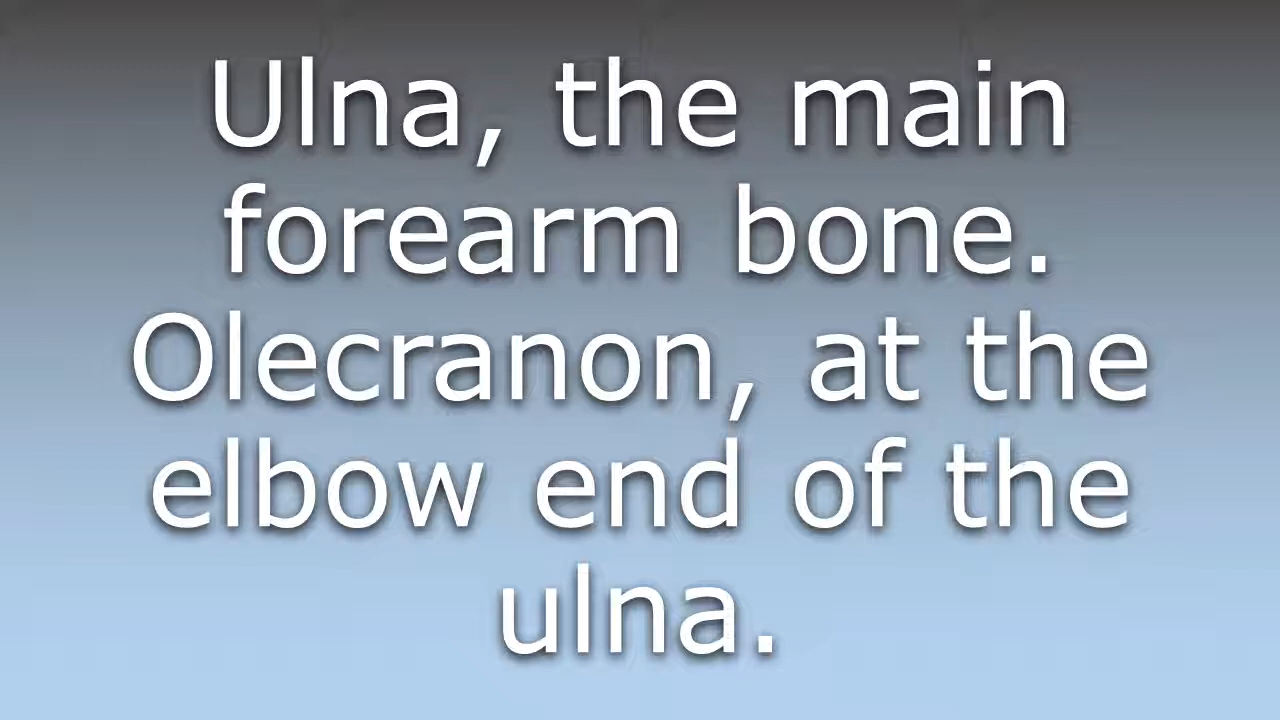 Ulna, the main
forearm bone.
Olecranon, at the
elbow end of the
ulna.